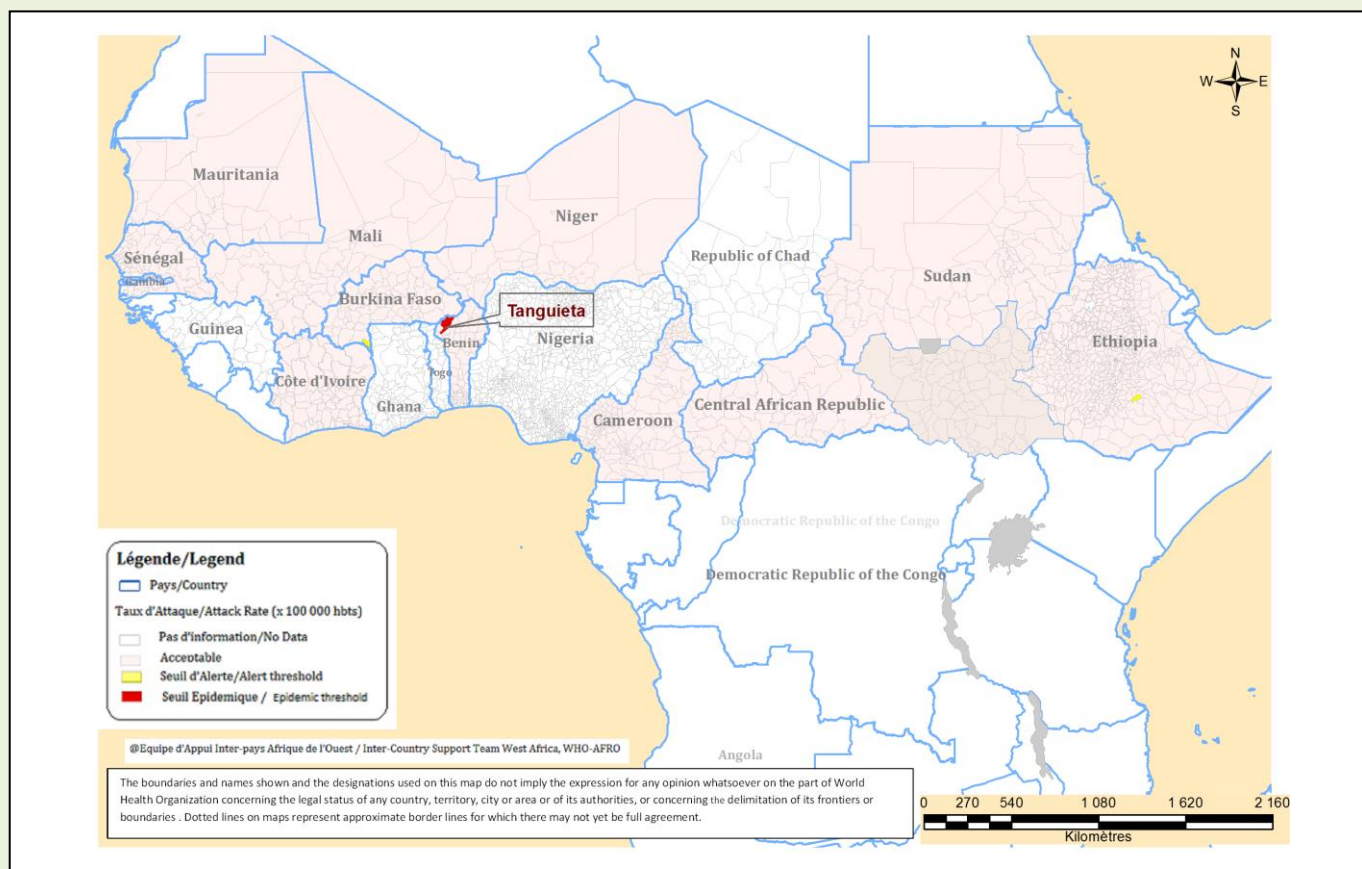 N
W E
S
Mauritania
Niger
Mali
Sénégal
Gambia
Republic of Chad
Sudan
Burkina Faso
Tanguieta
Guinea
Nigeria
Benin
Ethiopia
Côte d'Ivoire
Togo
Ghana
Central African Republic
Cameroon
Democratic Republic of the Congo
Democratic Republic of the Congo
Angola
Légende/Legend
Pays/Country
Taux d'Attaque/Attack Rate (x 100 000 hbts)
Pas d'information/No Data
Acceptable
Seuil d'Alerte/Alert threshold
Seuil Epidemique / Epidemic threshold
@Equipe d'Appui Inter-pays Afrique de l'Ouest / Inter-Country Support Team West Africa, WHO-AFRO
The boundaries and names shown and the designations used on this map do not imply the expression for any opinion whatsoever on the part of World
Health Organization concerning the legal status of any country, territory, city or area or of its authorities, or concerning the delimitation of its frontiers or
boundaries . Dotted lines on maps represent approximate border lines for which there may not yet be full agreement.
0 270 540 1 080 1 620 2 160
Kilomètres